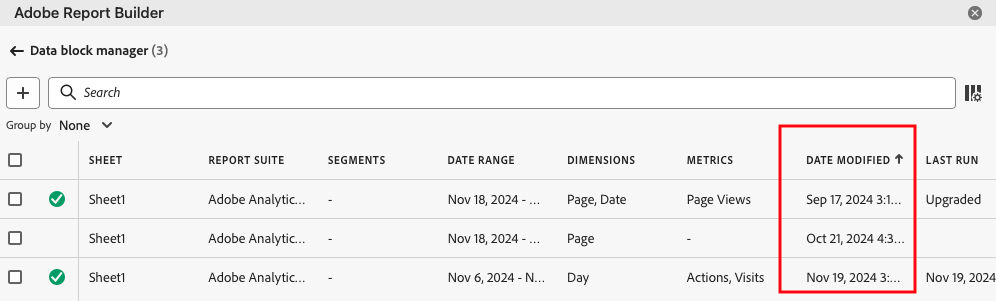 Adobe Report Builder
Data block manager (3)
Search
Group by None
SHEET REPORT SUITE SEGMENTS DATE RANGE DIMENSIONS METRICS DATE MODIFIED LAST RUN
Sheet1 Adobe Analytic... - Nov 18, 2024 - ... Page, Date Page Views Sep 17, 2024 3:1... Upgraded
Sheet1 Adobe Analytic... - Nov 18, 2024 - ... Page - Oct 21, 2024 4:3...
Sheet1 Adobe Analytic... - Nov 6, 2024 - N... Day Actions, Visits Nov 19, 2024 3:... Nov 19, 2024